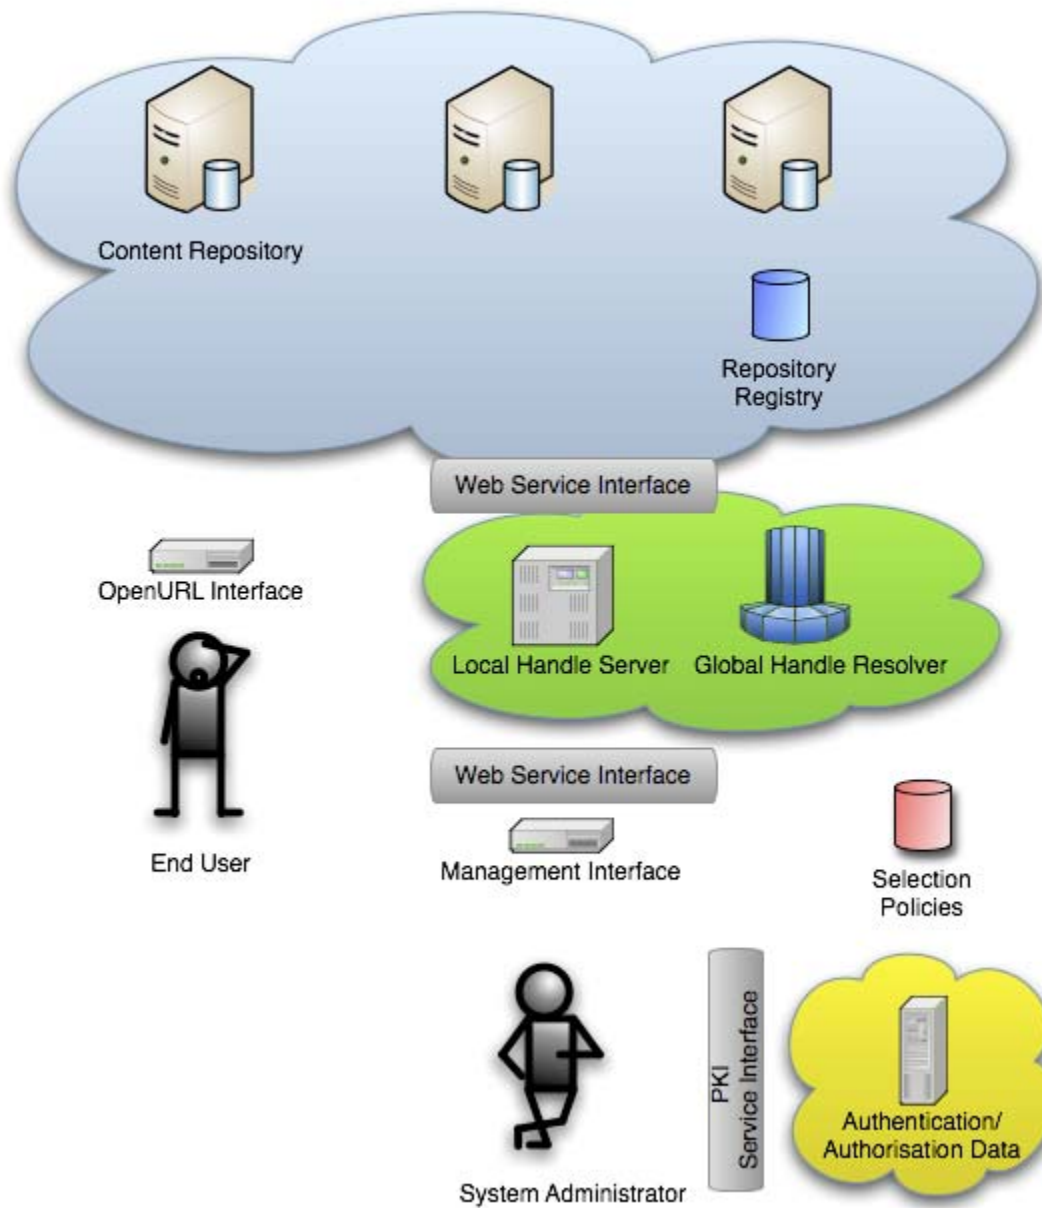 Content Repository
Repository
Registry
Web Service Interface
OpenURL Interface
Local Handle Server
Global Handle Resolver
Web Service Interface
End User
Management Interface
Selection
Policies
PKI
Service Interface
Authentication/
Authorisation Data
System Administrator